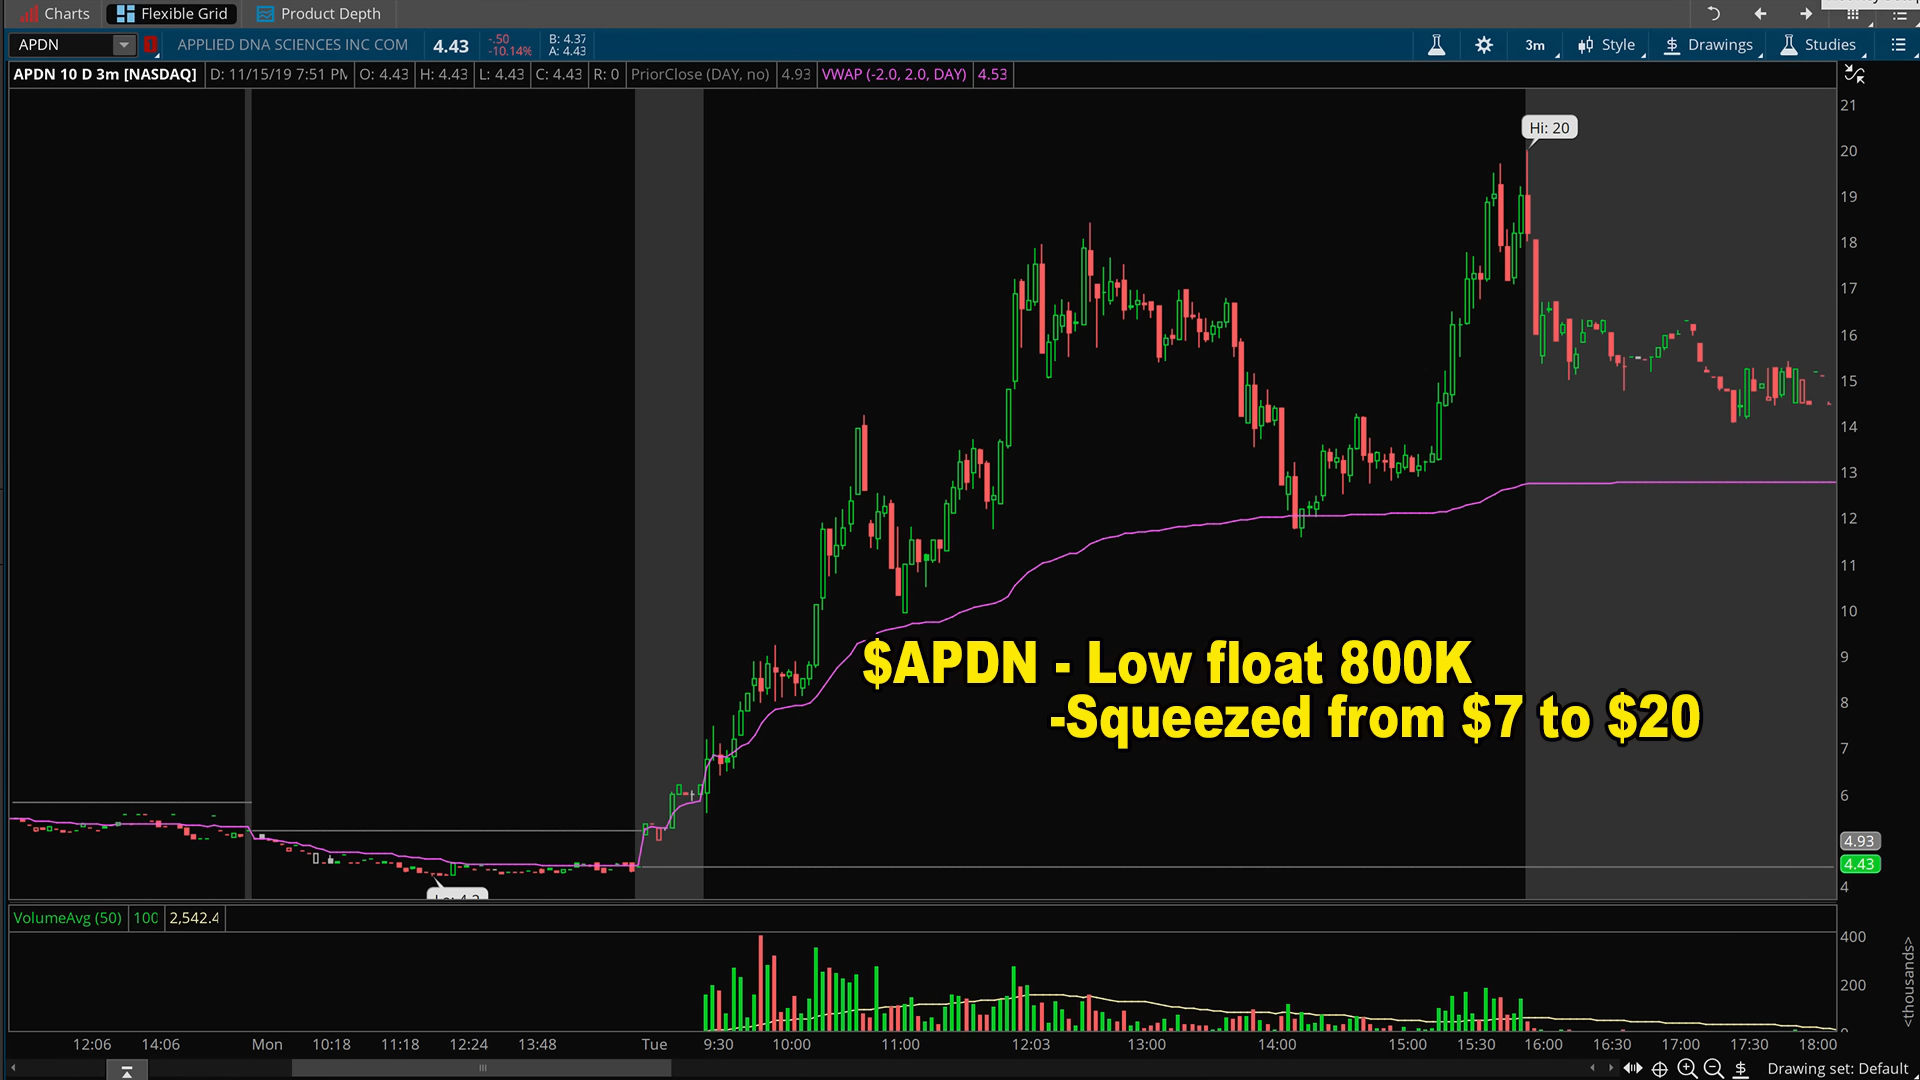 Charts Flexible Grid Product Depth
APDN 1 APPLIED DNA SCIENCES INC COM 4.43 -.50 -10.14% B: 4.37 A: 4.43 3m Style $ Drawings Studies
APDN 10 D 3m [NASDAQ] D: 11/15/19 7:51 PM O: 4.43 H: 4.43 L: 4.43 C: 4.43 R: 0 PriorClose (DAY, no) 4.93 VWAP (-2.0, 2.0, DAY) 4.53
21
Hi: 20
20
19
18
17
16
15
14
13
12
11
10
$APDN - Low float 800K
9
-Squeezed from $7 to $20
8
7
6
4.93
4.43
4
VolumeAvg (50) 100 2,542.4
400
200
<thousands>
12:06 14:06 Mon 10:18 11:18 12:24 13:48 Tue 9:30 10:00 11:00 12:03 13:00 14:00 15:00 15:30 16:00 16:30 17:00 17:30 18:00
$ Drawing set: Default